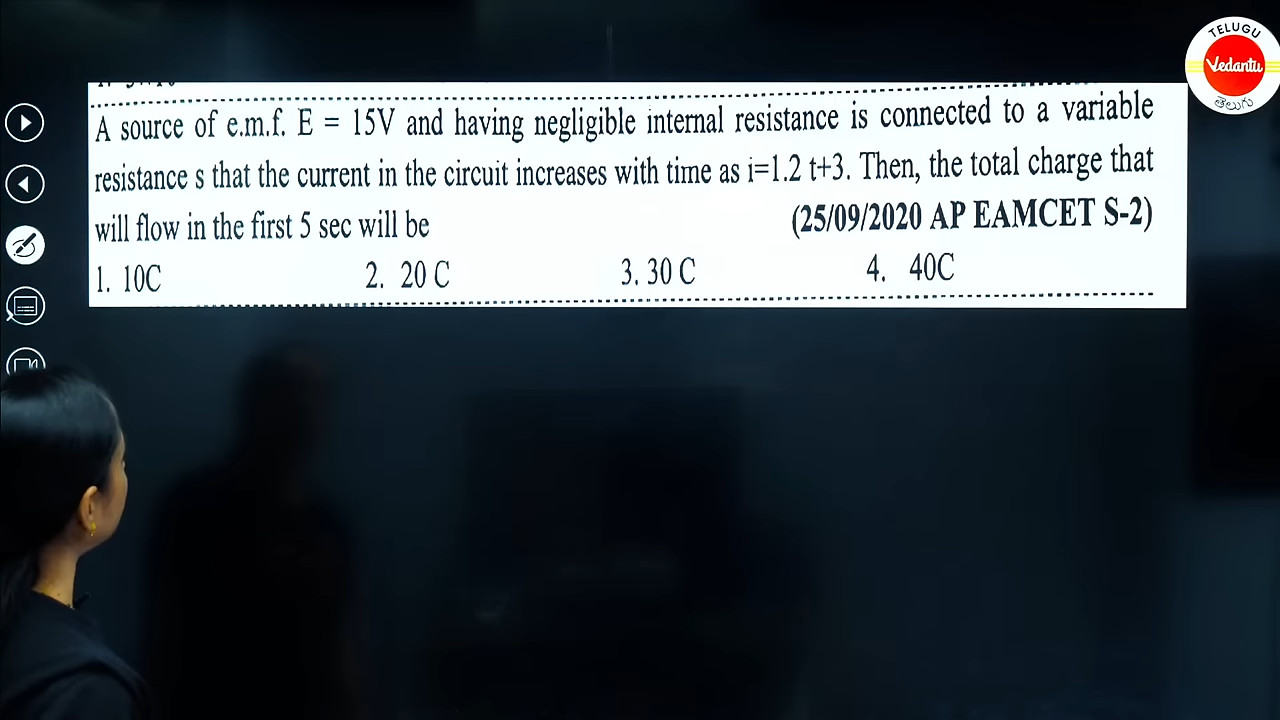 TELUGU
Vedantu
తెలుగు
A source of e.m.f. E = 15V and having negligible internal resistance is connected to a variable
resistance s that the current in the circuit increases with time as i=1.2 t+3. Then, the total charge that
will flow in the first 5 sec will be (25/09/2020 AP EAMCET S-2)
1. 10C 2. 20 C 3. 30 C 4. 40C